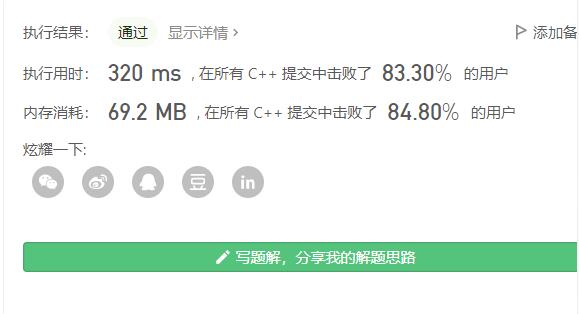 执行结果： 通过 显示详情 > 添加备
执行用时： 320 ms , 在所有 C++ 提交中击败了 83.30% 的用户
内存消耗： 69.2 MB , 在所有 C++ 提交中击败了 84.80% 的用户
炫耀一下:
豆 in
写题解，分享我的解题思路